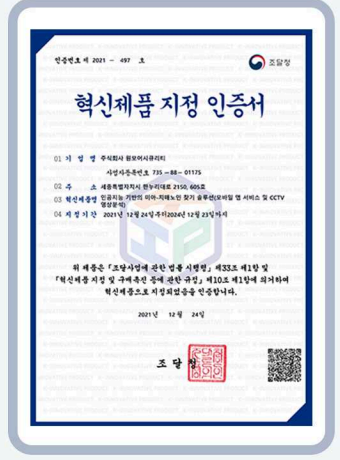 인증번호 제 2021 - 497 호
조달청
혁신제품 지정 인증서
01 기 업 명 주식회사 원모어시큐리티
사업자등록번호 735 - 88 - 01175
02 주 소 세종특별자치시 한누리대로 2150, 605호
03 혁신제품명 인공지능 기반의 미아·치매노인 찾기 솔루션(모바일 앱 서비스 및 CCTV
영상분석)
04 지정기간 2021년 12월 24일부터 2024년 12월 23일까지
위 제품은 「조달사업에 관한 법률 시행령」 제33조 제1항 및
「혁신제품 지정 및 구매촉진 등에 관한 규정」 제10조 제1항에 의거하여
혁신제품으로 지정되었음을 인증합니다.
2021년 12월 24일
조 달 청